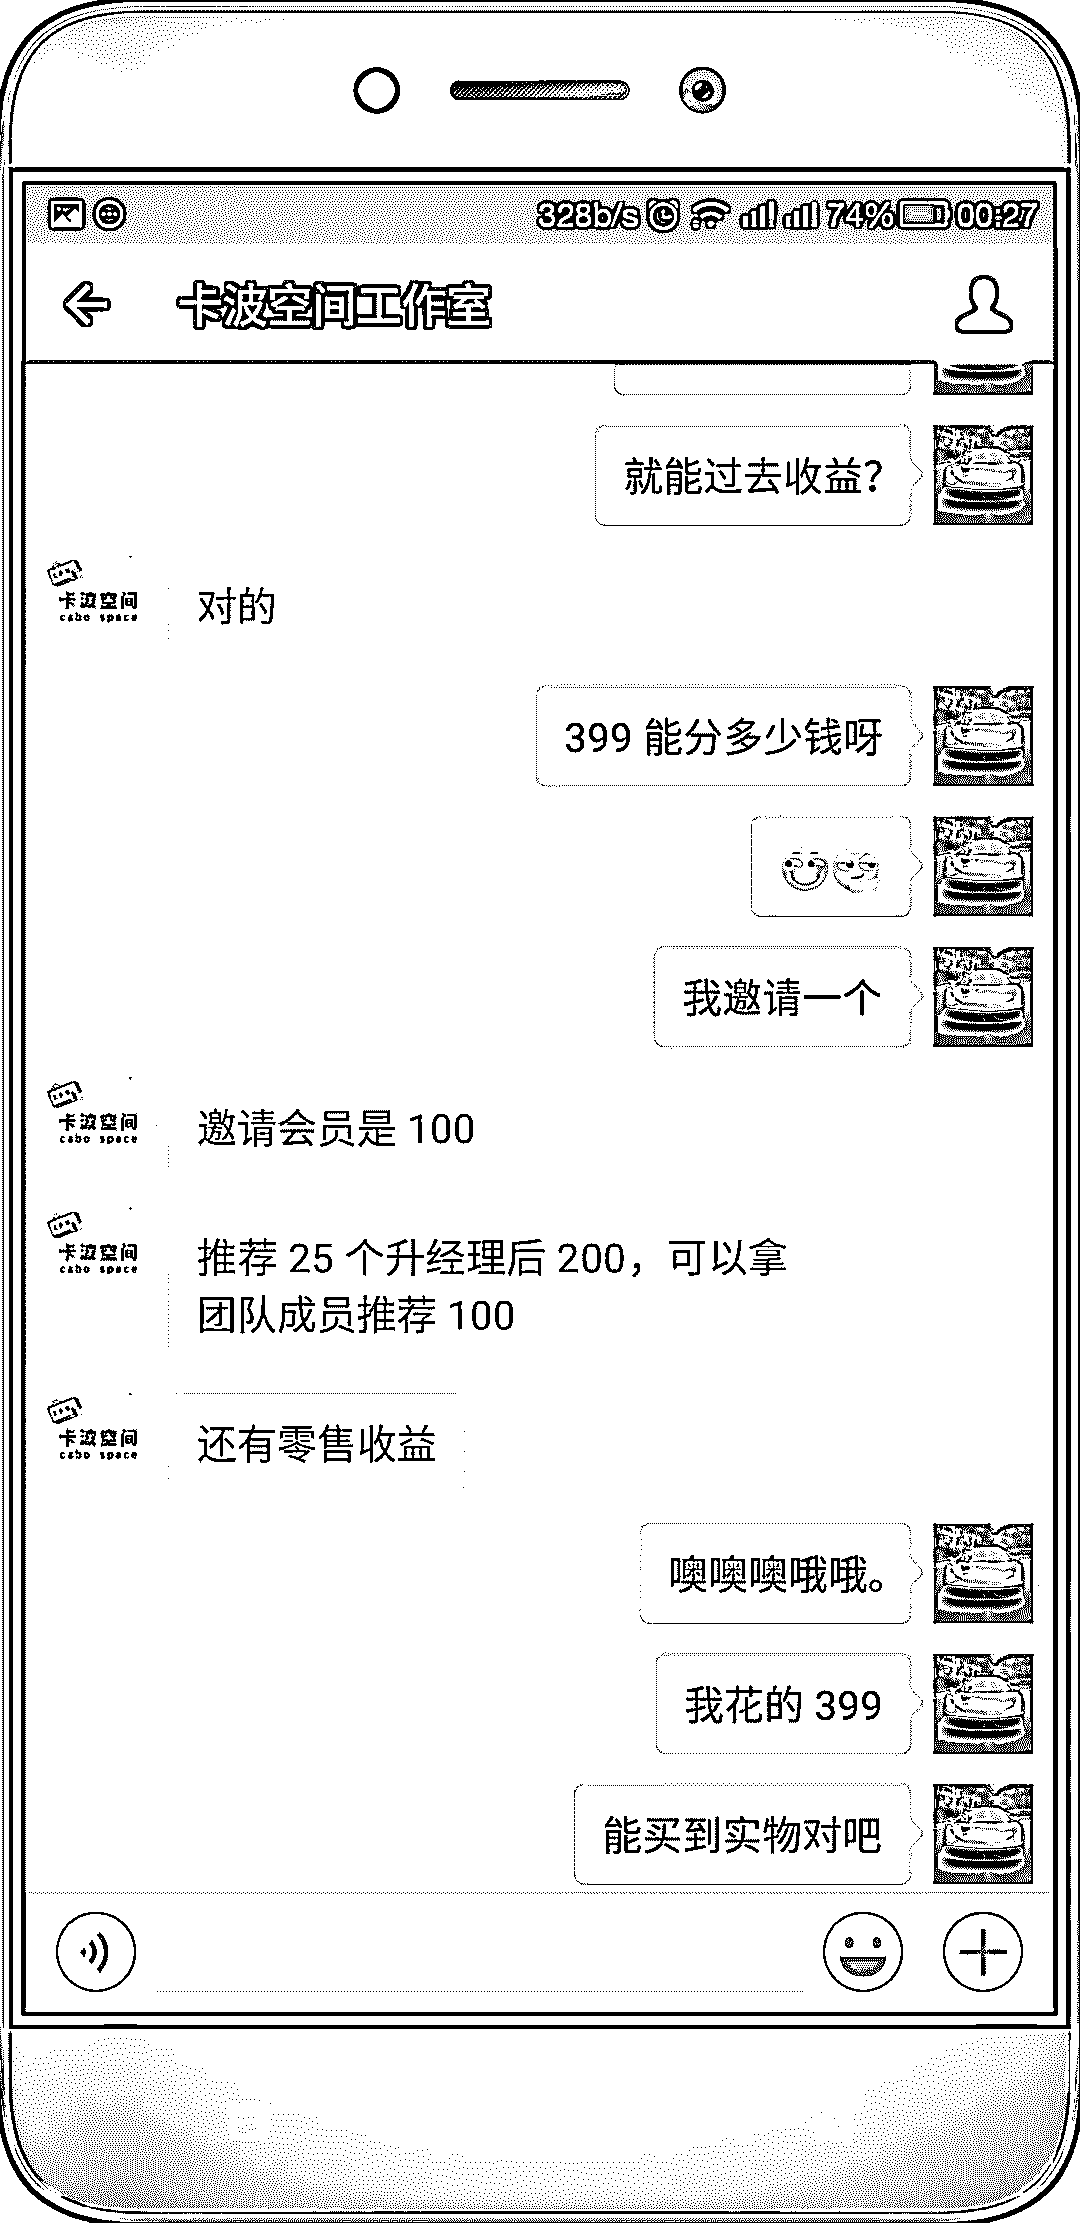 328b/s 74% 00:27
卡波空间工作室
就能过去收益？
卡波空间
cabo space
对的
399 能分多少钱呀
我邀请一个
卡波空间
cabo space
邀请会员是 100
卡波空间
cabo space
推荐 25 个升经理后 200，可以拿
团队成员推荐 100
卡波空间
cabo space
还有零售收益
噢噢噢哦哦。
我花的 399
能买到实物对吧